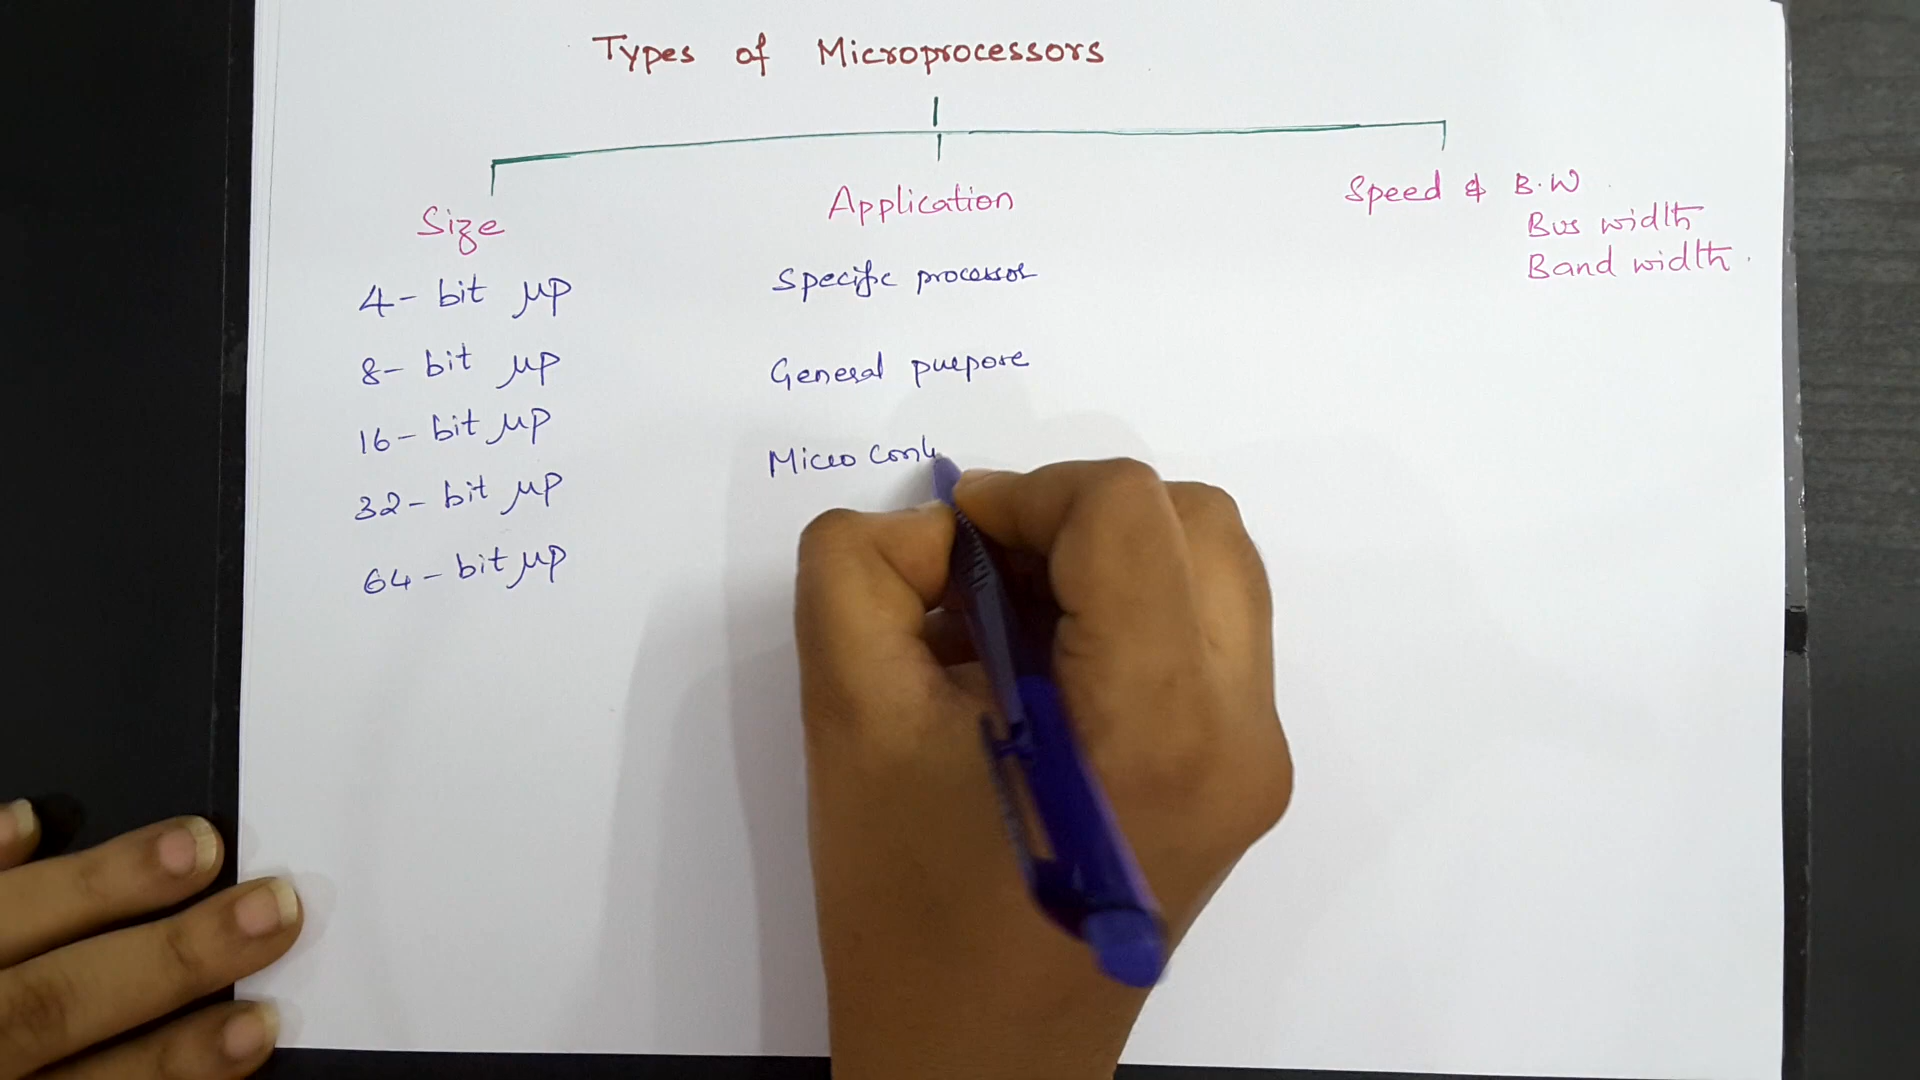 Types of Microprocessors
Size
4- bit μp
8- bit μp
16- bit μp
32- bit μp
64- bit μp
Application
Specific processor
General purpose
Micro Cont
Speed & B.W
Bus width
Band width.